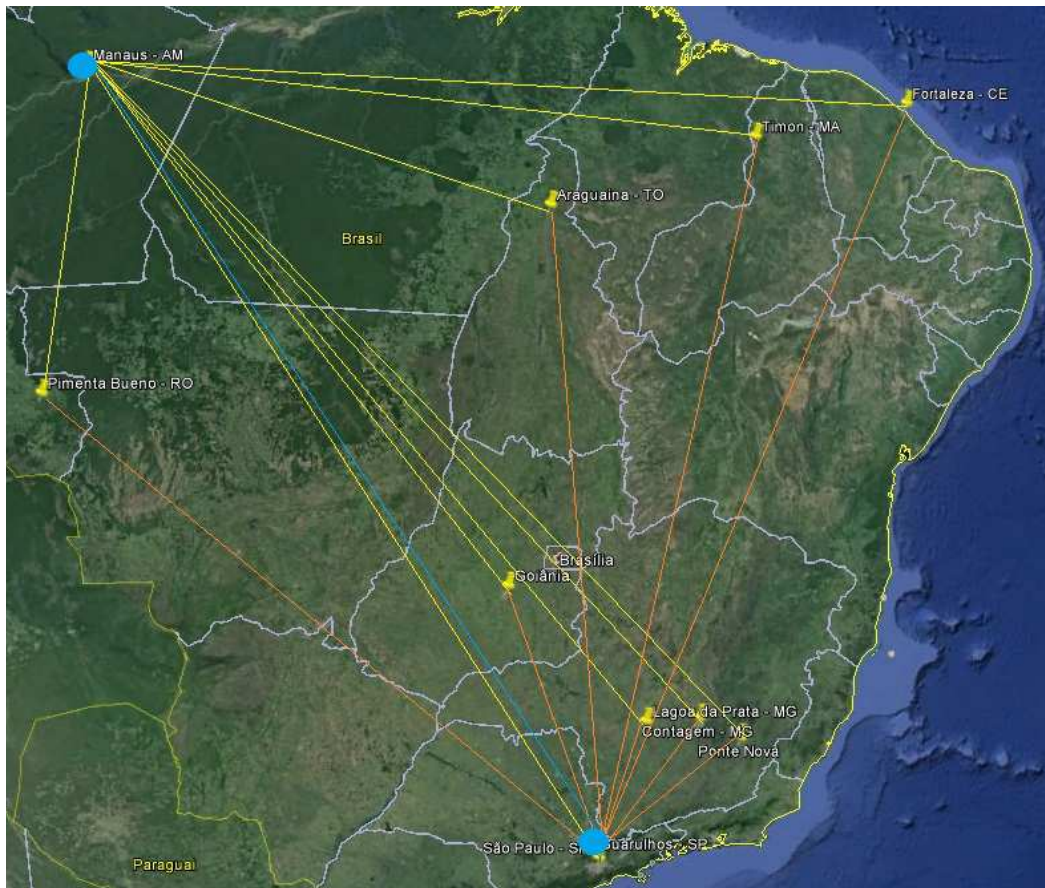 Manaus - AM
Fortaleza - CE
Timon - MA
Araguaina - TO
Brasil
Pimenta Bueno - RO
Brasília
Goiânia
Lagoa da Prata - MG
Contagem - MG
Ponte Nova
São Paulo - S
Guarulhos - SP
Paraguai